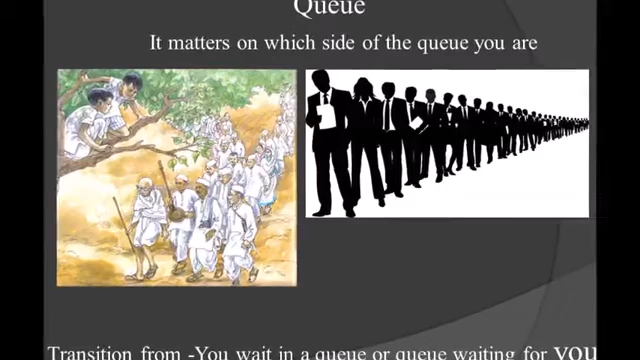 Queue
It matters on which side of the queue you are
Transition from -You wait in a queue or queue waiting for you